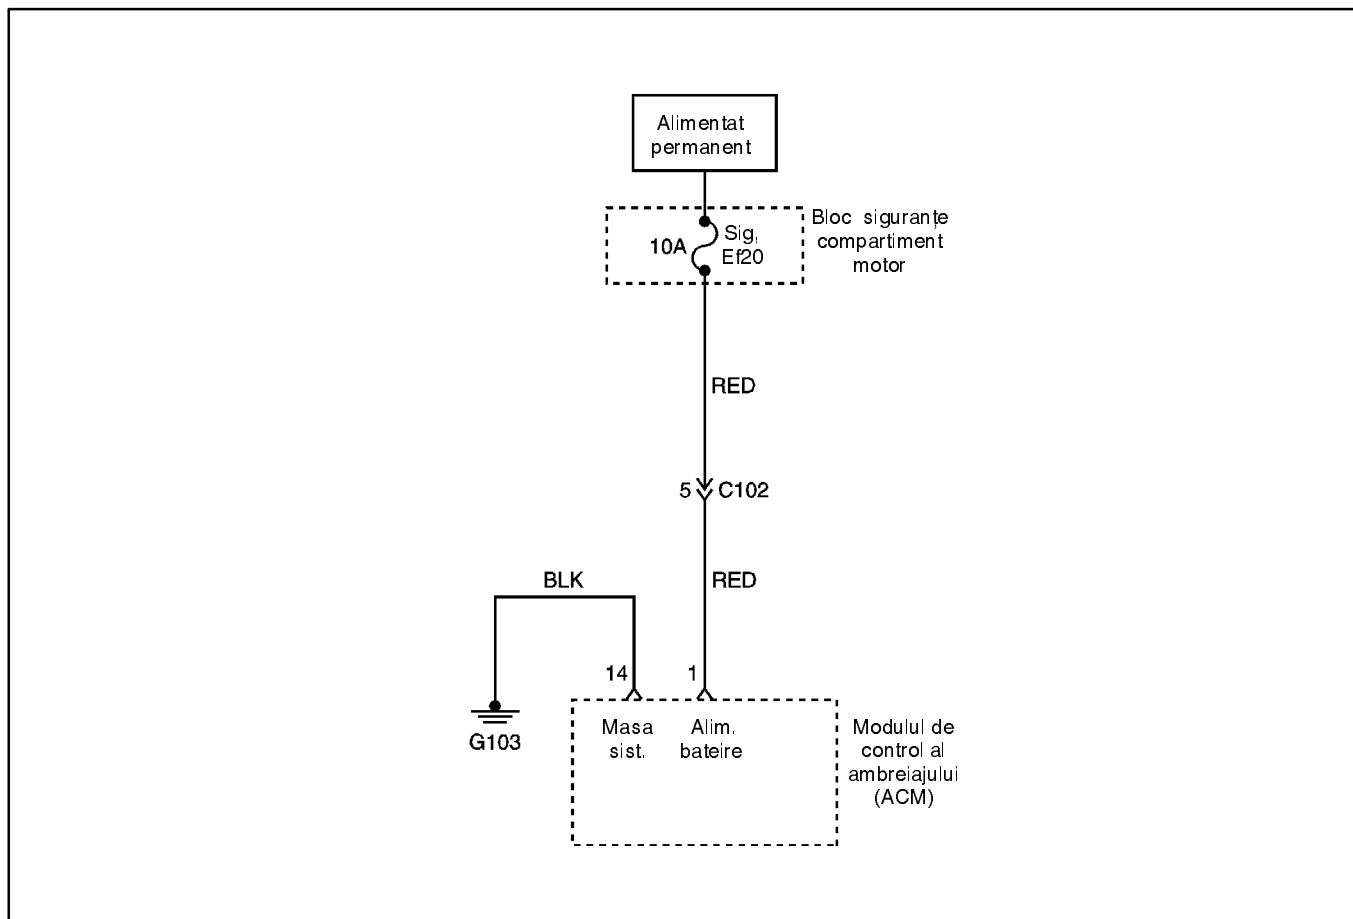 Alimentat
permanent
Bloc siguranțe
compartiment
motor
10A
Sig,
Ef20
RED
5
C102
RED
BLK
14
1
G103
Masa
sist.
Alim.
bateire
Modulul de
control al
ambreiajului
(ACM)